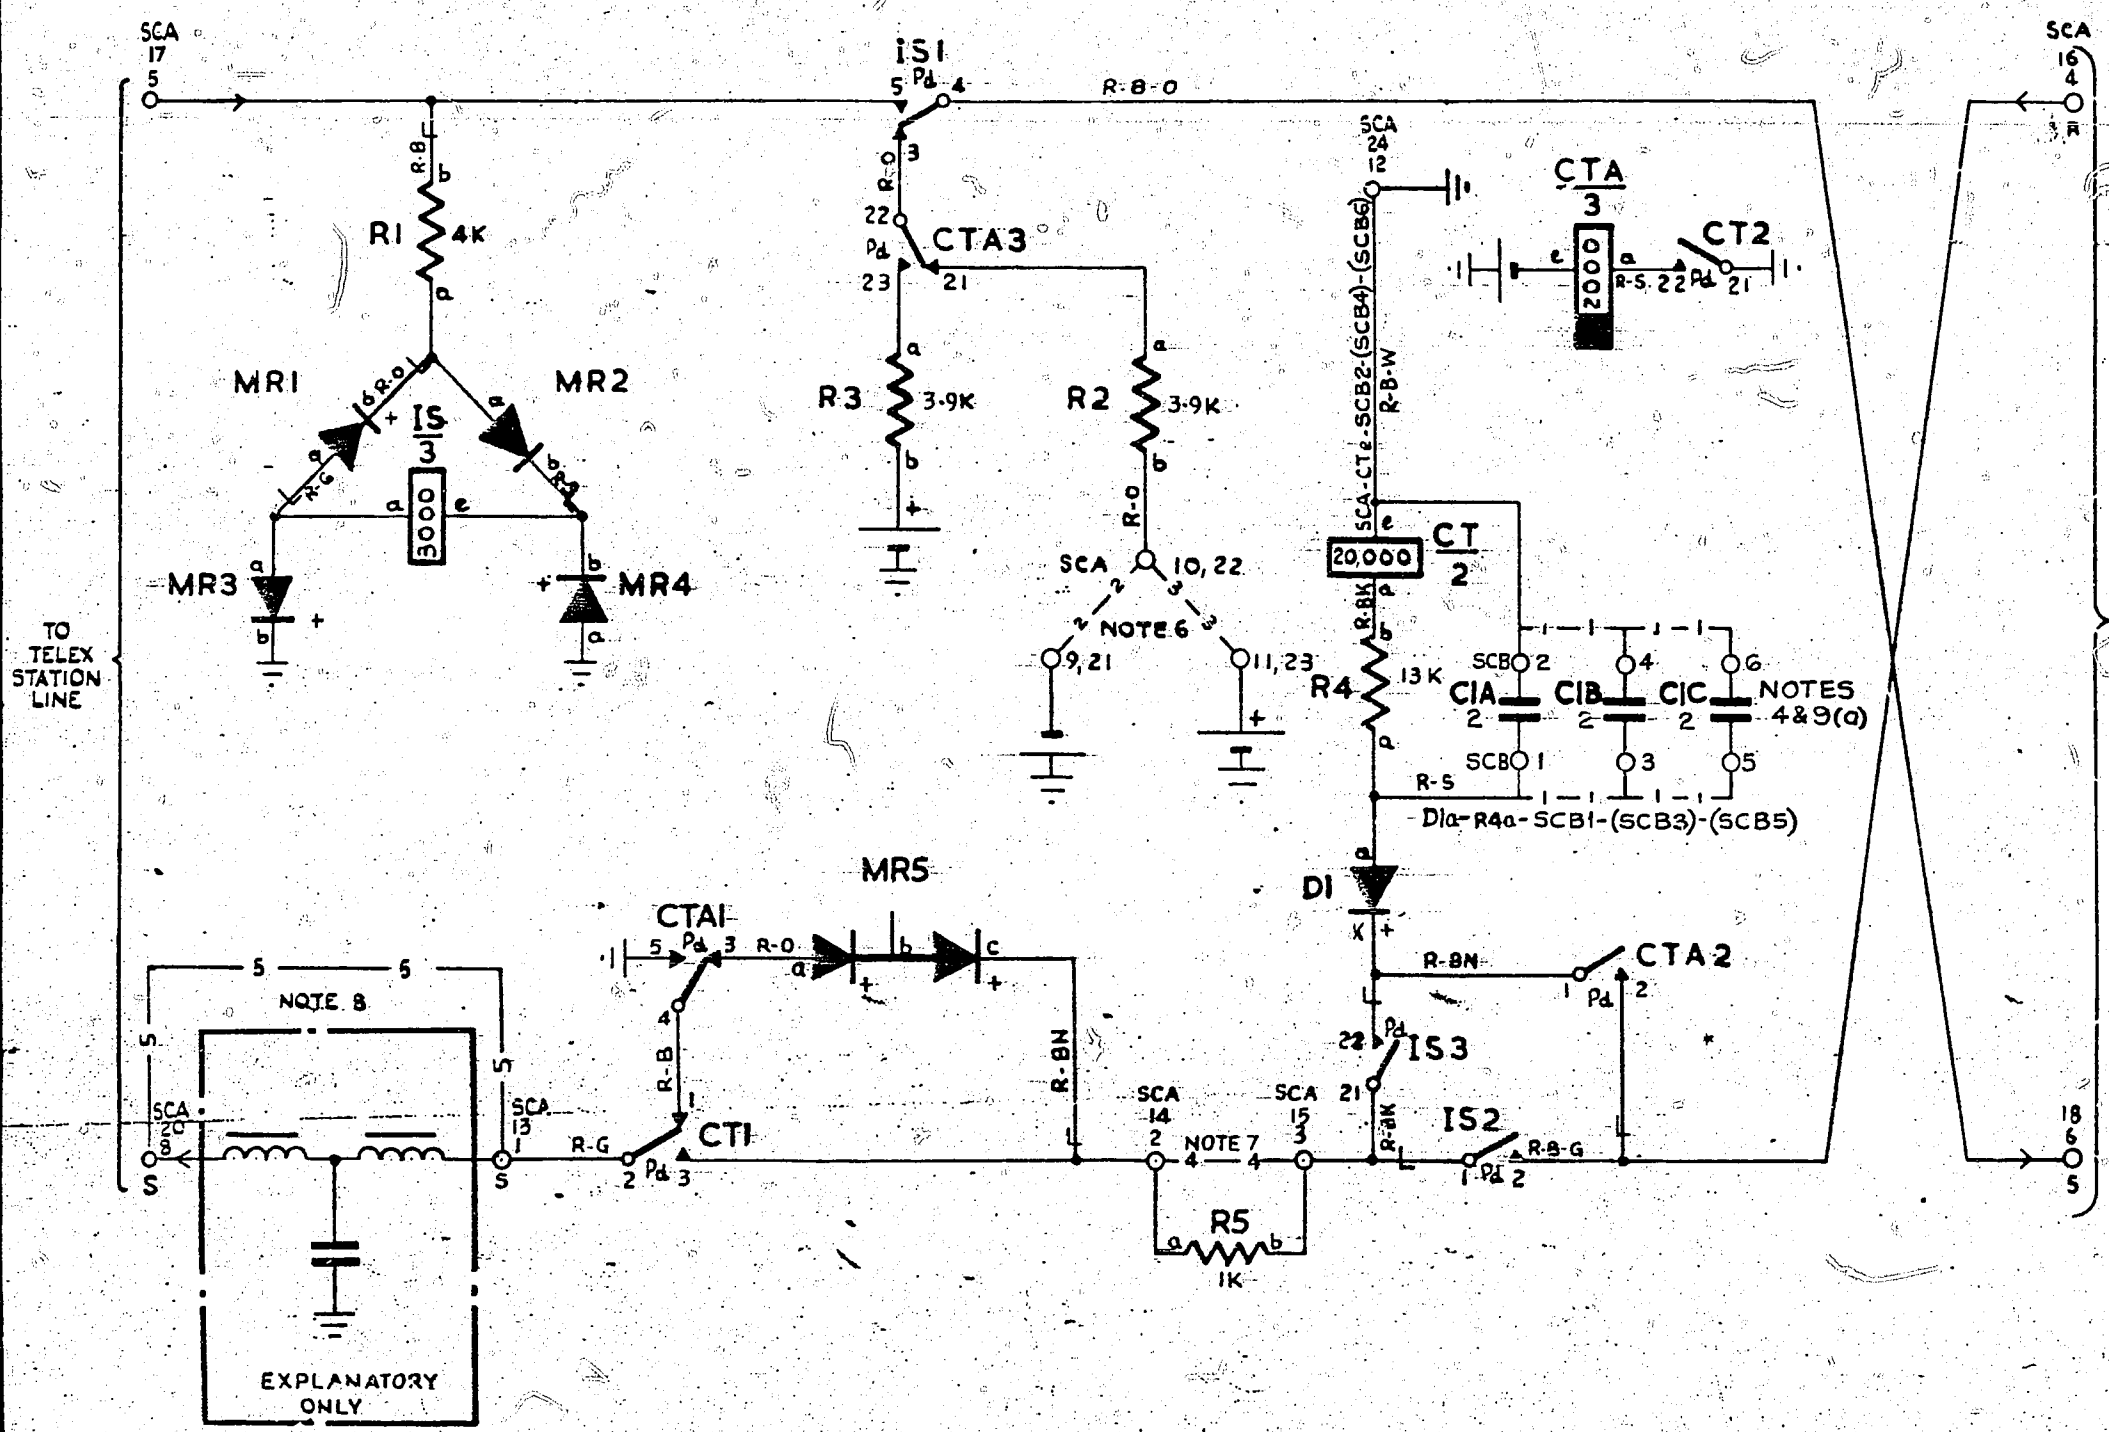 SCA
17
5
iS1
5
Pd
4
R-B-O
SCA
16
4
R
R-B
b
R1
4K
a
3
R-O
22
Pd
CTA3
23
21
SCA
24
12
CTA
3
e
2000
a
R-S
22
Pd
21
CT2
SCA-CTe-SCB2-(SCB4)-(SCB6)
R-B-W
MR1
MR2
b
R-O
+
a
R-G
a
b
IS
3
a
3000
e
R3
a
3·9K
b
+
R2
a
3·9K
b
R-O
MR3
a
b
+
MR4
b
+
a
SCA
10, 22
2
3
2
NOTE 6
3
9, 21
11, 23
+
e
20,000
CT
2
a
R-BK
b
R4
13K
a
TO
TELEX
STATION
LINE
SCB
2
4
6
C1A
2
C1B
2
C1C
2
NOTES
4 & 9(a)
SCB
1
3
5
R-S
D1a-R4a-SCB1-(SCB3)-(SCB5)
a
D1
x
+
MR5
CTA1
5
Pd
3
R-O
a
+
b
c
+
4
R-B
1
R-BN
R-BN
CTA2
1
Pd
2
22
Pd
IS3
21
R-BK
5
5
NOTE 8
5
5
SCA
20
8
S
SCA
13
1
S
R-G
2
Pd
3
CT1
SCA
14
2
NOTE 7
4
4
SCA
15
3
IS2
1
Pd
2
R-B-G
18
6
S
R5
a
b
1K
EXPLANATORY
ONLY